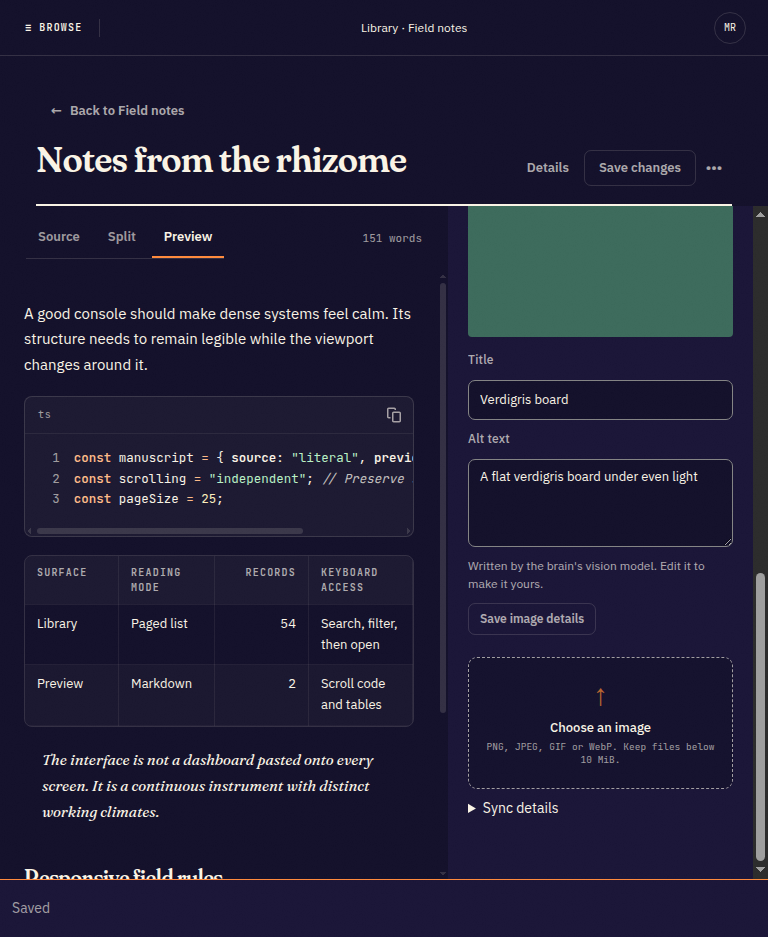 ≡ BROWSE
Library · Field notes
MR
← Back to Field notes
Notes from the rhizome
Details
Save changes
•••
Source
Split
Preview
151 words
A good console should make dense systems feel calm. Its
structure needs to remain legible while the viewport
changes around it.
ts
1 const manuscript = { source: "literal", previ
2 const scrolling = "independent"; // Preserve
3 const pageSize = 25;
SURFACE
READING
MODE
RECORDS
KEYBOARD
ACCESS
Library
Paged list
54
Search, filter,
then open
Preview
Markdown
2
Scroll code
and tables
The interface is not a dashboard pasted onto every
screen. It is a continuous instrument with distinct
working climates.
Responsive field rules
Title
Verdigris board
Alt text
A flat verdigris board under even light
Written by the brain's vision model. Edit it to
make it yours.
Save image details
↑
Choose an image
PNG, JPEG, GIF or WebP. Keep files below
10 MiB.
▶ Sync details
Saved